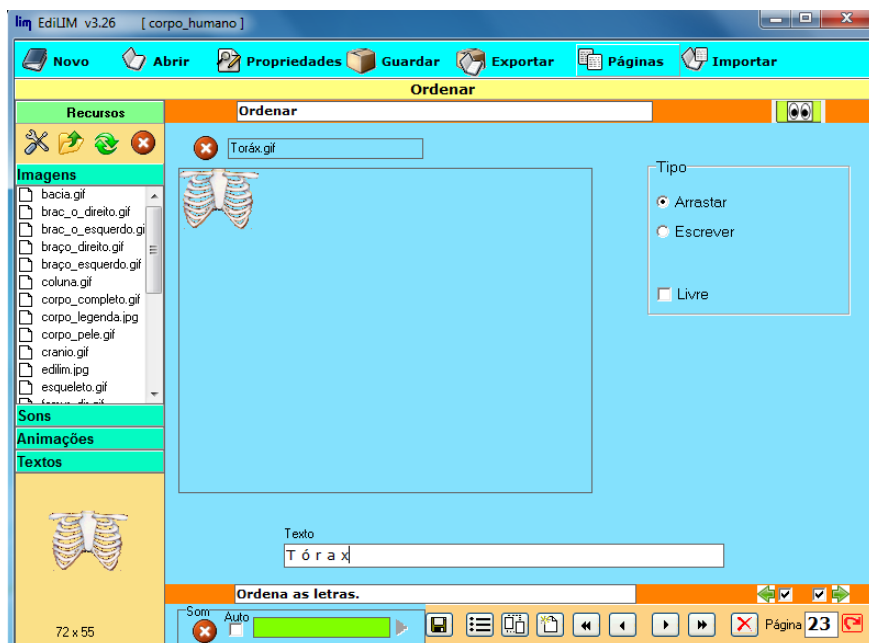 lim EdiLIM v3.26 [ corpo_humano ]
Novo Abrir Propriedades Guardar Exportar Páginas Importar
Ordenar
Recursos
Ordenar
Toráx.gif
Imagens
bacia.gif
brac_o_direito.gif
brac_o_esquerdo.gi
braço_direito.gif
braço_esquerdo.gif
coluna.gif
corpo_completo.gif
corpo_legenda.jpg
corpo_pele.gif
cranio.gif
edilim.jpg
esqueleto.gif
Sons
Animações
Textos
72 x 55
Tipo
Arrastar
Escrever
Livre
Texto
T ó r a x
Ordena as letras.
Som
Auto
Página 23